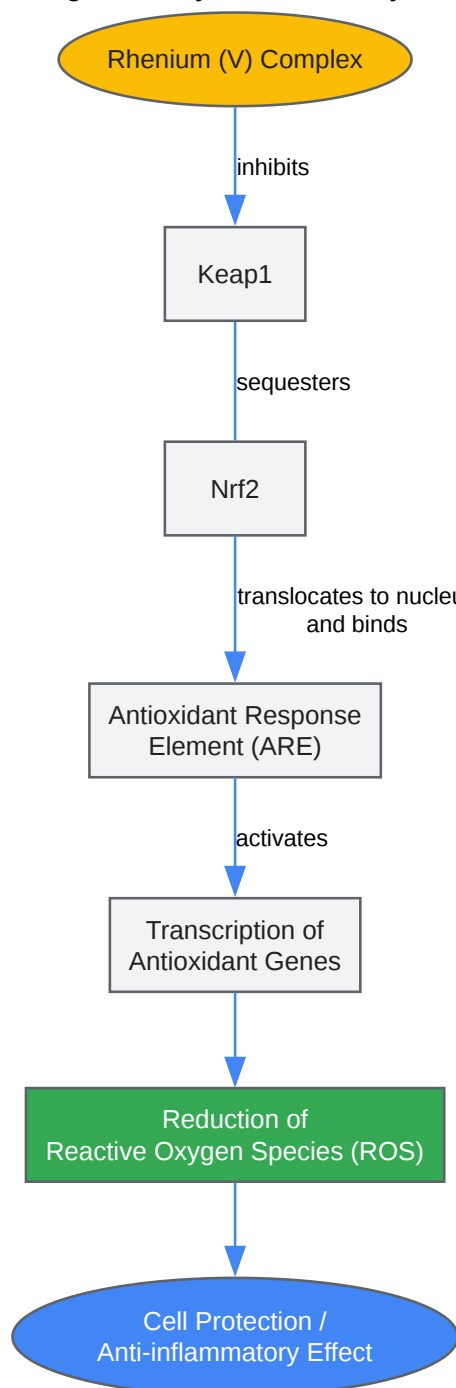 Rhenium (V) Complex
inhibits
Keap1
sequesters
Nrf2
translocates to
and binds
Antioxidant Response
Element (ARE)
activates
Transcription of
Antioxidant Genes
Reduction of
Reactive Oxygen Species (ROS)
Cell Protection /
Anti-inflammatory Effect